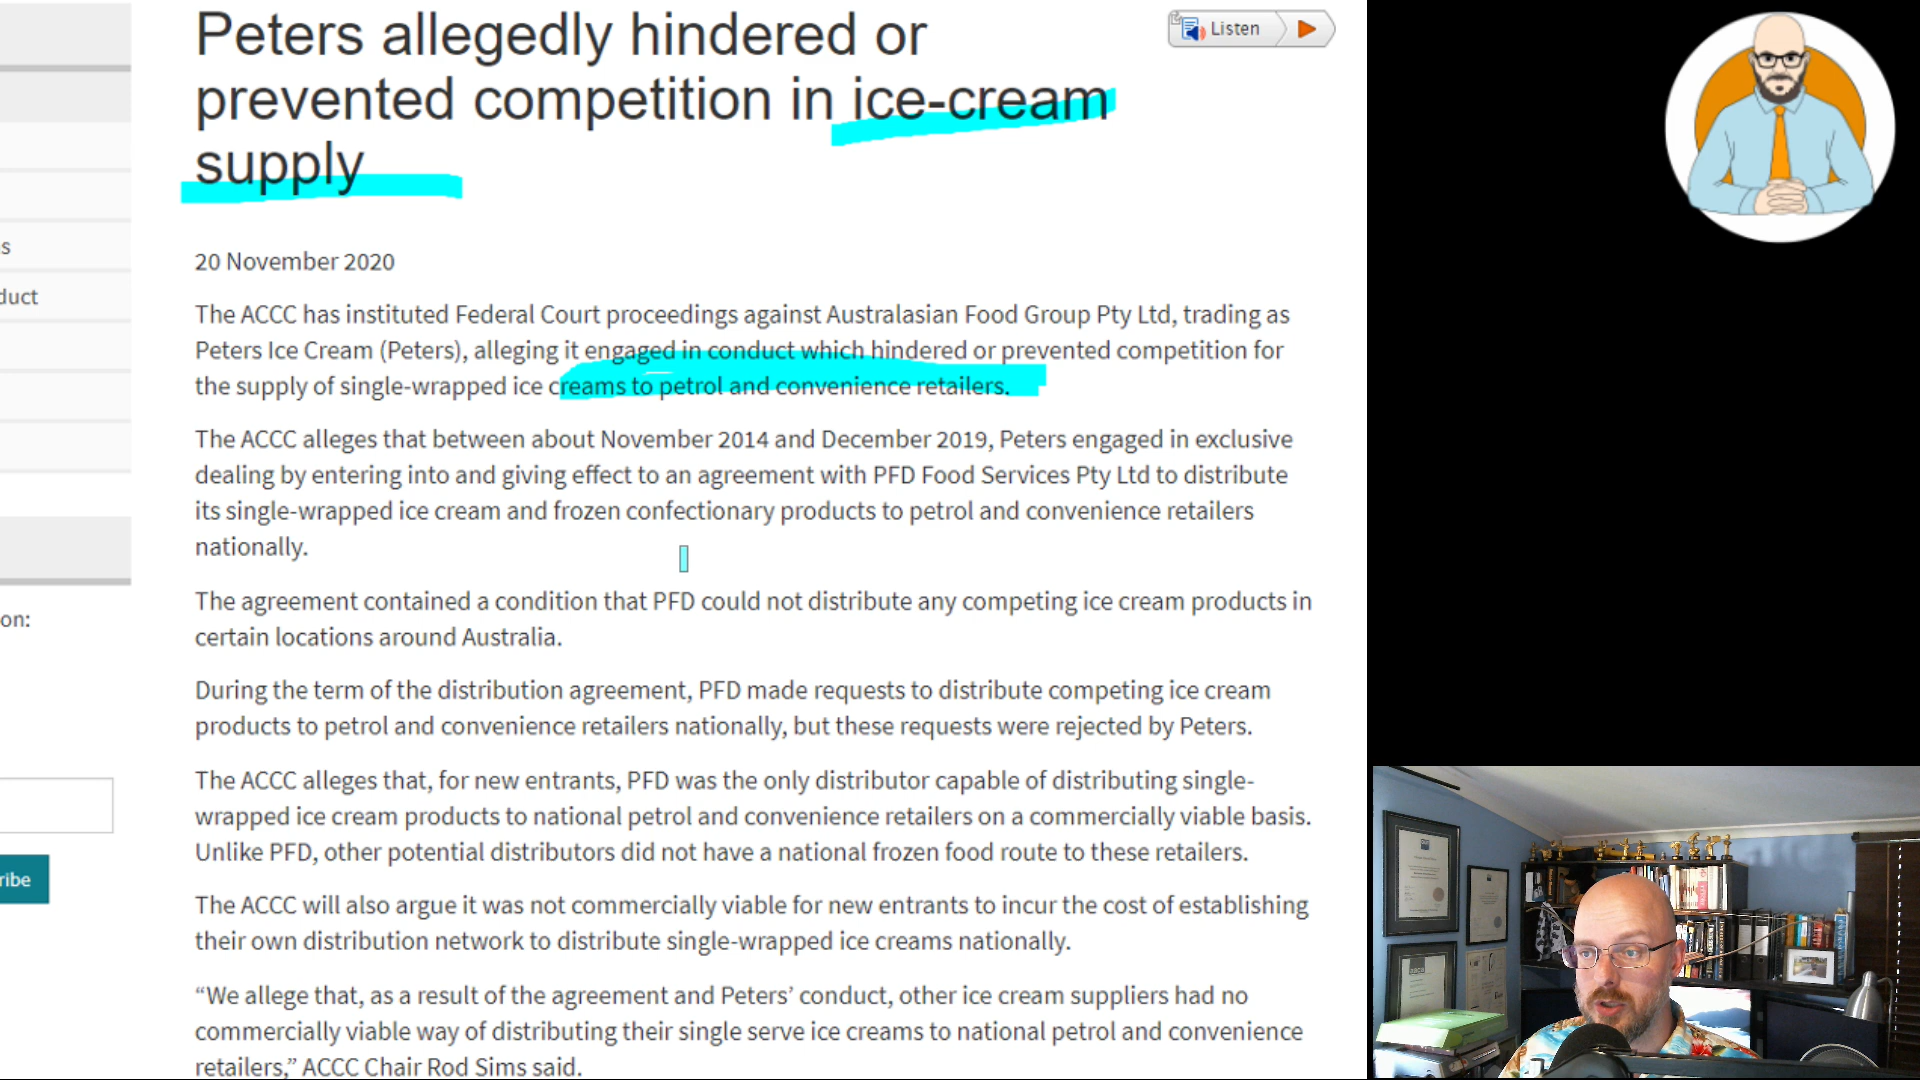 Peters allegedly hindered or
prevented competition in ice-cream
supply
Listen
20 November 2020
The ACCC has instituted Federal Court proceedings against Australasian Food Group Pty Ltd, trading as
Peters Ice Cream (Peters), alleging it engaged in conduct which hindered or prevented competition for
the supply of single-wrapped ice creams to petrol and convenience retailers.
The ACCC alleges that between about November 2014 and December 2019, Peters engaged in exclusive
dealing by entering into and giving effect to an agreement with PFD Food Services Pty Ltd to distribute
its single-wrapped ice cream and frozen confectionary products to petrol and convenience retailers
nationally.
The agreement contained a condition that PFD could not distribute any competing ice cream products in
certain locations around Australia.
During the term of the distribution agreement, PFD made requests to distribute competing ice cream
products to petrol and convenience retailers nationally, but these requests were rejected by Peters.
The ACCC alleges that, for new entrants, PFD was the only distributor capable of distributing single-
wrapped ice cream products to national petrol and convenience retailers on a commercially viable basis.
Unlike PFD, other potential distributors did not have a national frozen food route to these retailers.
The ACCC will also argue it was not commercially viable for new entrants to incur the cost of establishing
their own distribution network to distribute single-wrapped ice creams nationally.
“We allege that, as a result of the agreement and Peters’ conduct, other ice cream suppliers had no
commercially viable way of distributing their single serve ice creams to national petrol and convenience
retailers,” ACCC Chair Rod Sims said.
s
duct
on:
ribe